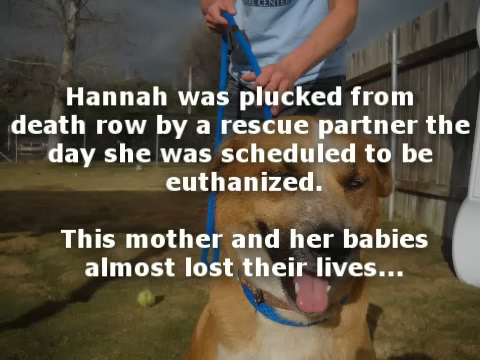 CENTER
Hannah was plucked from
death row by a rescue partner the
day she was scheduled to be
euthanized.
This mother and her babies
almost lost their lives...